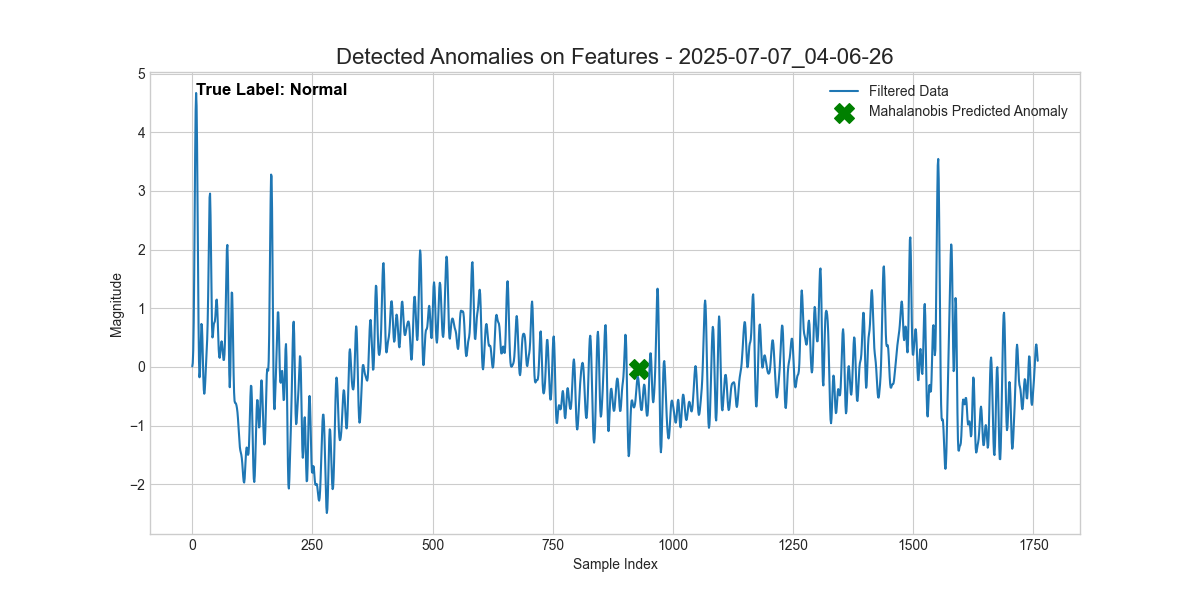 Detected Anomalies on Features - 2025-07-07_04-06-26
True Label: Normal
Filtered Data
Mahalanobis Predicted Anomaly
Magnitude
5
4
3
2
1
0
−1
−2
0 250 500 750 1000 1250 1500 1750
Sample Index